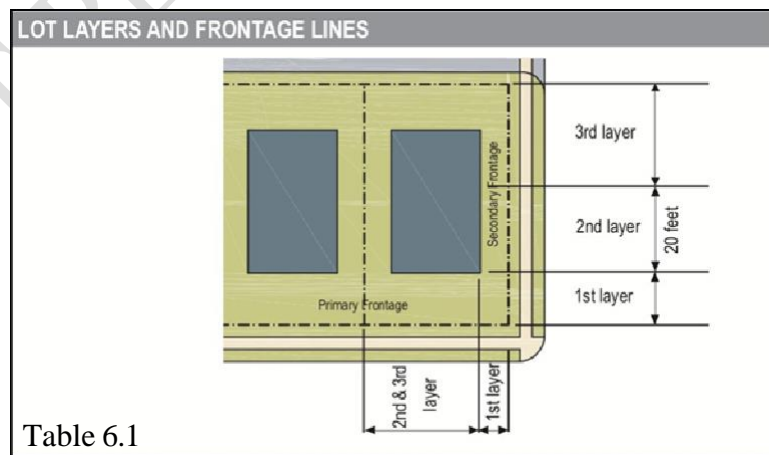 LOT LAYERS AND FRONTAGE LINES
3rd layer
Secondary Frontage
2nd layer
20 feet
1st layer
Primary Frontage
2nd & 3rd
layer
1st layer
Table 6.1